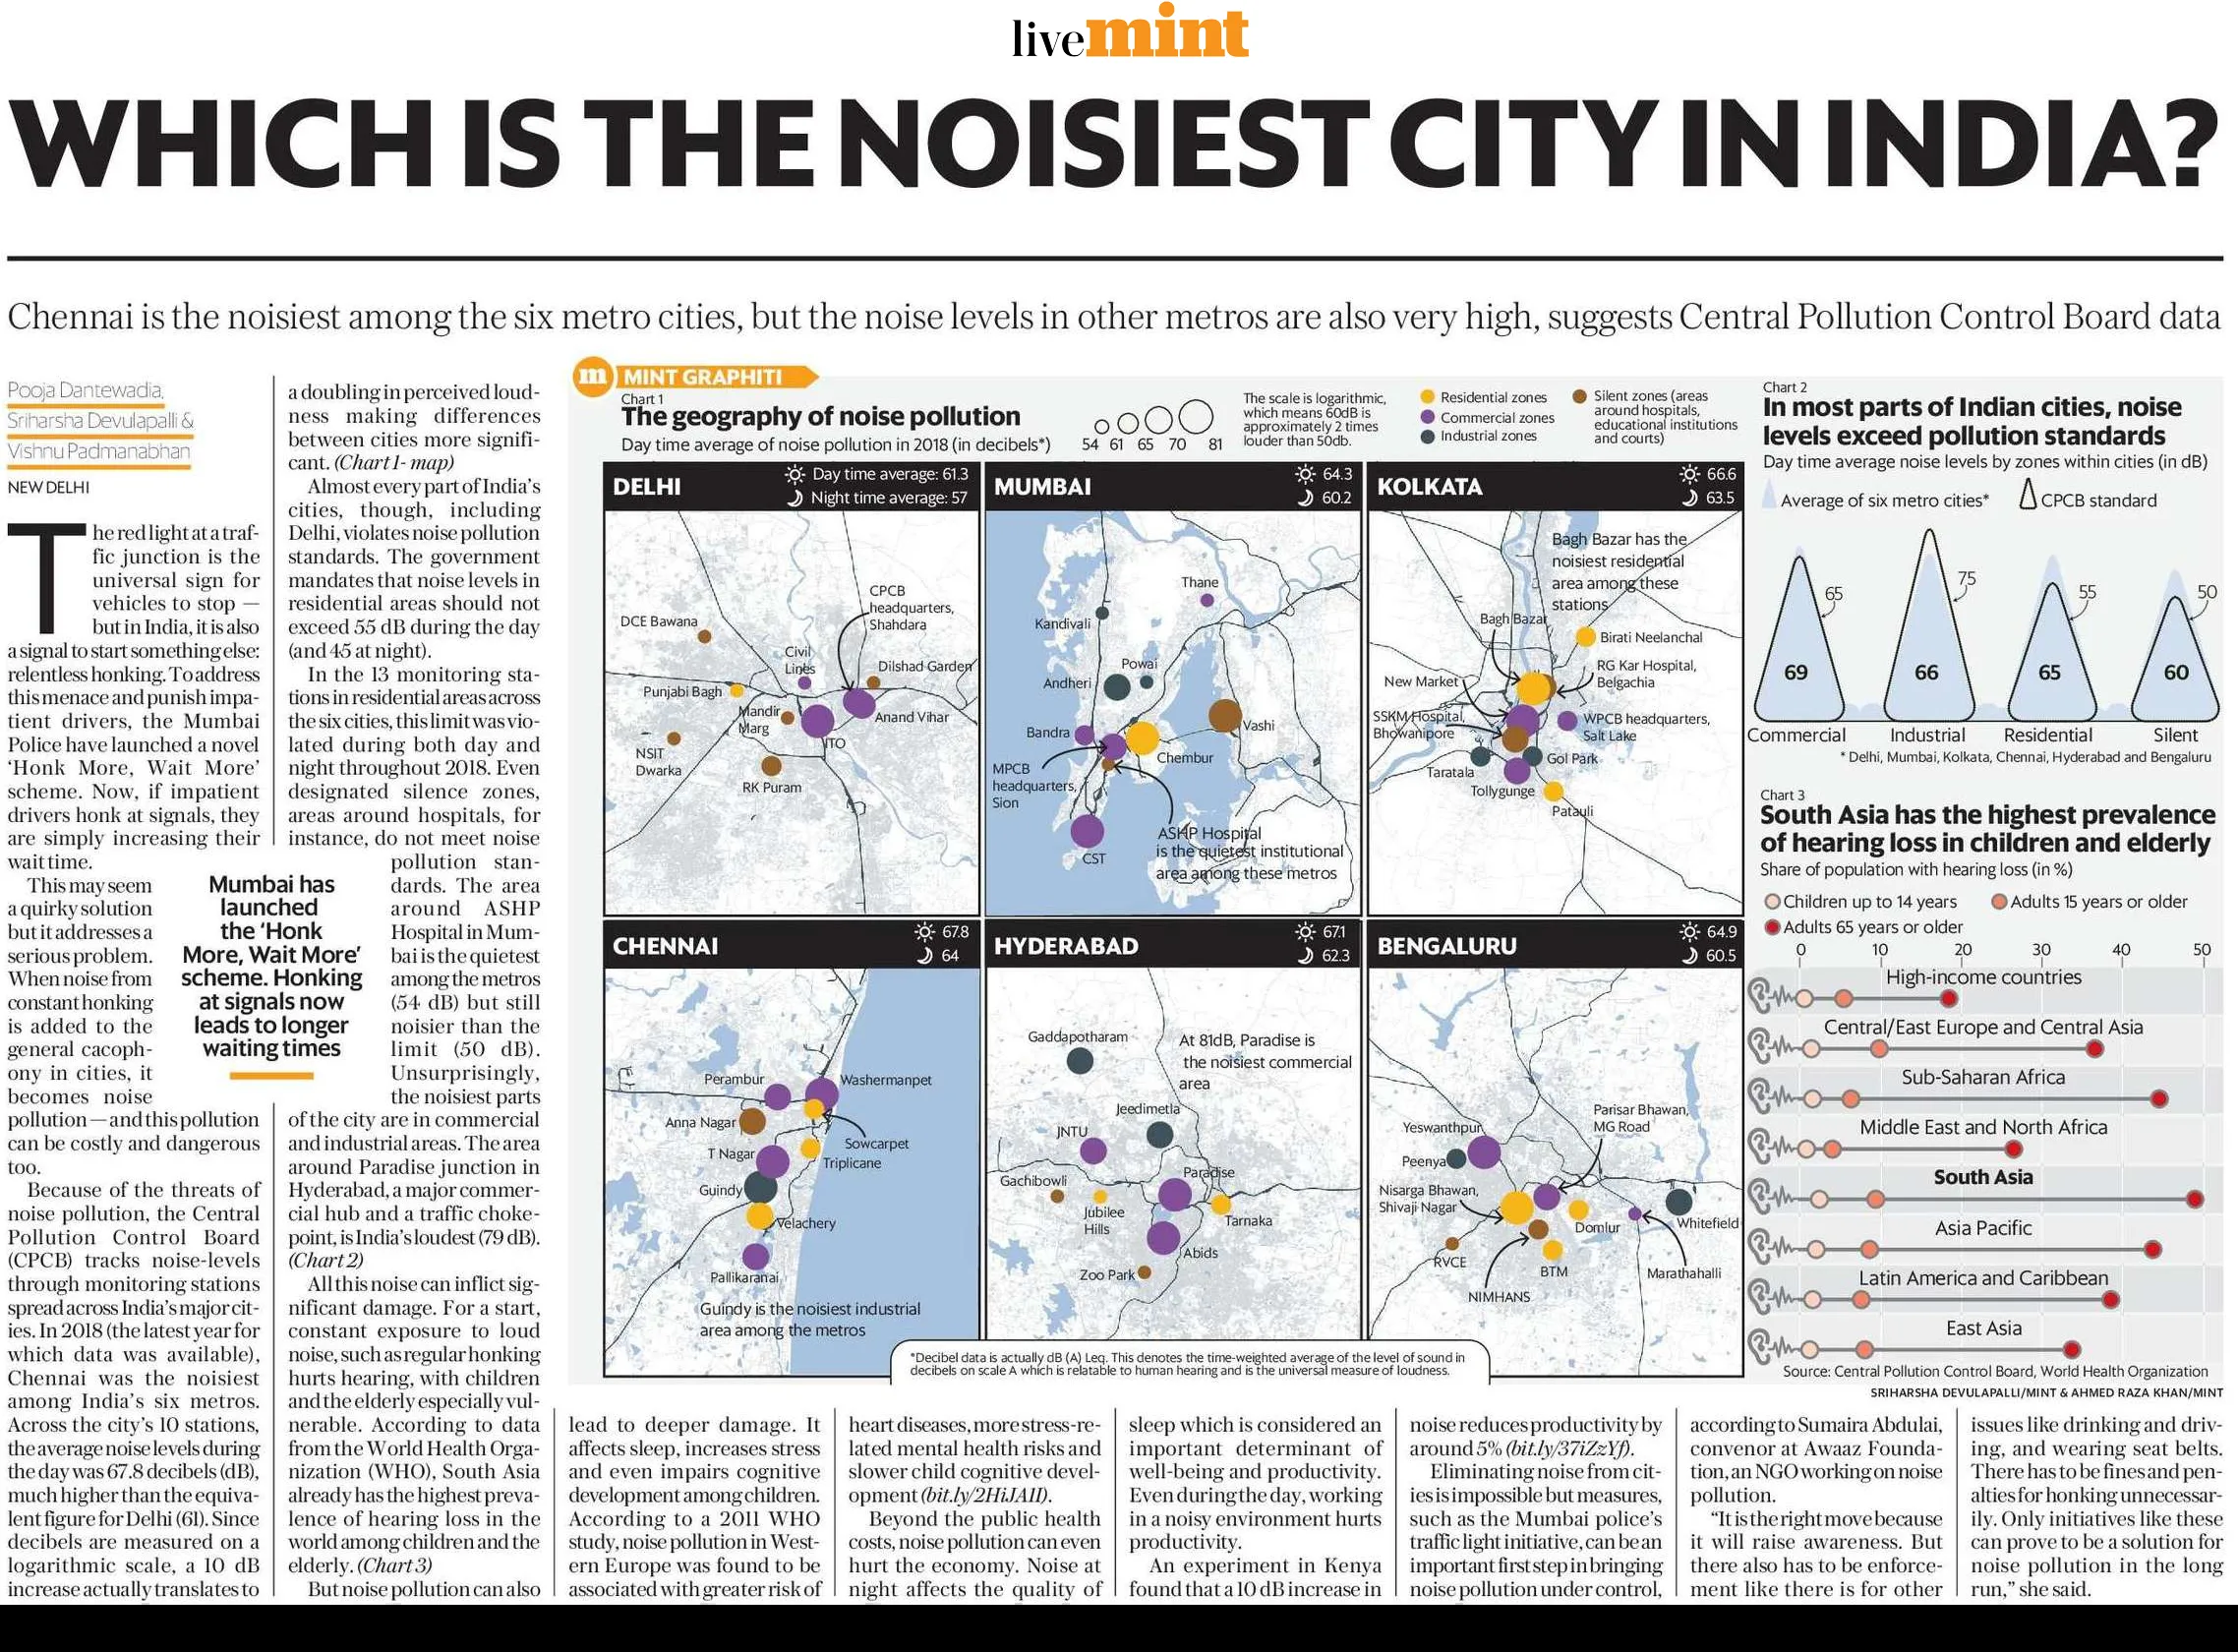 livemint
WHICH IS THE NOISIEST CITY IN INDIA?
Chennai is the noisiest among the six metro cities, but the noise levels in other metros are also very high, suggests Central Pollution Control Board data
Pooja Dantewadia,
Sriharsha Devulapalli &
Vishnu Padmanabhan
NEW DELHI
The red light at a traf-
fic junction is the
universal sign for
vehicles to stop —
but in India, it is also
a signal to start something else:
relentless honking. To address
this menace and punish impa-
tient drivers, the Mumbai
Police have launched a novel
‘Honk More, Wait More’
scheme. Now, if impatient
drivers honk at signals, they
are simply increasing their
wait time.
This may seem
a quirky solution
but it addresses a
serious problem.
When noise from
constant honking
is added to the
general cacoph-
ony in cities, it
becomes noise
pollution — and this pollution
can be costly and dangerous
too.
Because of the threats of
noise pollution, the Central
Pollution Control Board
(CPCB) tracks noise-levels
through monitoring stations
spread across India’s major cit-
ies. In 2018 (the latest year for
which data was available),
Chennai was the noisiest
among India’s six metros.
Across the city’s 10 stations,
the average noise levels during
the day was 67.8 decibels (dB),
much higher than the equiva-
lent figure for Delhi (61). Since
decibels are measured on a
logarithmic scale, a 10 dB
increase actually translates to
Mumbai has
launched
the ‘Honk
More, Wait More’
scheme. Honking
at signals now
leads to longer
waiting times
a doubling in perceived loud-
ness making differences
between cities more signifi-
cant. (Chart 1- map)
Almost every part of India’s
cities, though, including
Delhi, violates noise pollution
standards. The government
mandates that noise levels in
residential areas should not
exceed 55 dB during the day
(and 45 at night).
In the 13 monitoring sta-
tions in residential areas across
the six cities, this limit was vio-
lated during both day and
night throughout 2018. Even
designated silence zones,
areas around hospitals, for
instance, do not meet noise
pollution stan-
dards. The area
around ASHP
Hospital in Mum-
bai is the quietest
among the metros
(54 dB) but still
noisier than the
limit (50 dB).
Unsurprisingly,
the noisiest parts
of the city are in commercial
and industrial areas. The area
around Paradise junction in
Hyderabad, a major commer-
cial hub and a traffic choke-
point, is India’s loudest (79 dB).
(Chart 2)
All this noise can inflict sig-
nificant damage. For a start,
constant exposure to loud
noise, such as regular honking
hurts hearing, with children
and the elderly especially vul-
nerable. According to data
from the World Health Orga-
nization (WHO), South Asia
already has the highest preva-
lence of hearing loss in the
world among children and the
elderly. (Chart 3)
But noise pollution can also
m MINT GRAPHITI
Chart 1
The geography of noise pollution
Day time average of noise pollution in 2018 (in decibels*)
54 61 65 70 81
The scale is logarithmic,
which means 60dB is
approximately 2 times
louder than 50db.
Residential zones
Commercial zones
Industrial zones
Silent zones (areas
around hospitals,
educational institutions
and courts)
DELHI
Day time average: 61.3
Night time average: 57
DCE Bawana
CPCB
headquarters,
Shahdara
Civil
Lines
Dilshad Garden
Punjabi Bagh
Mandir
Marg
Anand Vihar
ITO
NSIT
Dwarka
RK Puram
MUMBAI
64.3
60.2
Thane
Kandivali
Powai
Andheri
Bandra
Vashi
Chembur
MPCB
headquarters,
Sion
ASHP Hospital
is the quietest institutional
area among these metros
CST
KOLKATA
66.6
63.5
Bagh Bazar has the
noisiest residential
area among these
stations
Bagh Bazar
Birati Neelanchal
RG Kar Hospital,
Belgachia
New Market
SSKM Hospital,
Bhowanipore
WPCB headquarters,
Salt Lake
Gol Park
Taratala
Tollygunge
Patauli
CHENNAI
67.8
64
Perambur
Washermanpet
Anna Nagar
Sowcarpet
T Nagar
Triplicane
Guindy
Velachery
Pallikaranai
Guindy is the noisiest industrial
area among the metros
HYDERABAD
67.1
62.3
Gaddapotharam
At 81dB, Paradise is
the noisiest commercial
area
Jeedimetla
JNTU
Paradise
Gachibowli
Jubilee
Hills
Tarnaka
Abids
Zoo Park
BENGALURU
64.9
60.5
Parisar Bhawan,
MG Road
Yeswanthpur
Peenya
Nisarga Bhawan,
Shivaji Nagar
Domlur
Whitefield
RVCE
BTM
Marathahalli
NIMHANS
*Decibel data is actually dB (A) Leq. This denotes the time-weighted average of the level of sound in
decibels on scale A which is relatable to human hearing and is the universal measure of loudness.
Chart 2
In most parts of Indian cities, noise
levels exceed pollution standards
Day time average noise levels by zones within cities (in dB)
Average of six metro cities* CPCB standard
65 75 55 50
69 66 65 60
Commercial Industrial Residential Silent
* Delhi, Mumbai, Kolkata, Chennai, Hyderabad and Bengaluru
Chart 3
South Asia has the highest prevalence
of hearing loss in children and elderly
Share of population with hearing loss (in %)
Children up to 14 years Adults 15 years or older
Adults 65 years or older
0 10 20 30 40 50
High-income countries
Central/East Europe and Central Asia
Sub-Saharan Africa
Middle East and North Africa
South Asia
Asia Pacific
Latin America and Caribbean
East Asia
Source: Central Pollution Control Board, World Health Organization
SRIHARSHA DEVULAPALLI/MINT & AHMED RAZA KHAN/MINT
lead to deeper damage. It
affects sleep, increases stress
and even impairs cognitive
development among children.
According to a 2011 WHO
study, noise pollution in West-
ern Europe was found to be
associated with greater risk of
heart diseases, more stress-re-
lated mental health risks and
slower child cognitive devel-
opment (bit.ly/2HiJA1I).
Beyond the public health
costs, noise pollution can even
hurt the economy. Noise at
night affects the quality of
sleep which is considered an
important determinant of
well-being and productivity.
Even during the day, working
in a noisy environment hurts
productivity.
An experiment in Kenya
found that a 10 dB increase in
noise reduces productivity by
around 5% (bit.ly/37iZzYf).
Eliminating noise from cit-
ies is impossible but measures,
such as the Mumbai police’s
traffic light initiative, can be an
important first step in bringing
noise pollution under control,
according to Sumaira Abdulai,
convenor at Awaaz Founda-
tion, an NGO working on noise
pollution.
“It is the right move because
it will raise awareness. But
there also has to be enforce-
ment like there is for other
issues like drinking and driv-
ing, and wearing seat belts.
There has to be fines and pen-
alties for honking unnecessar-
ily. Only initiatives like these
can prove to be a solution for
noise pollution in the long
run,” she said.